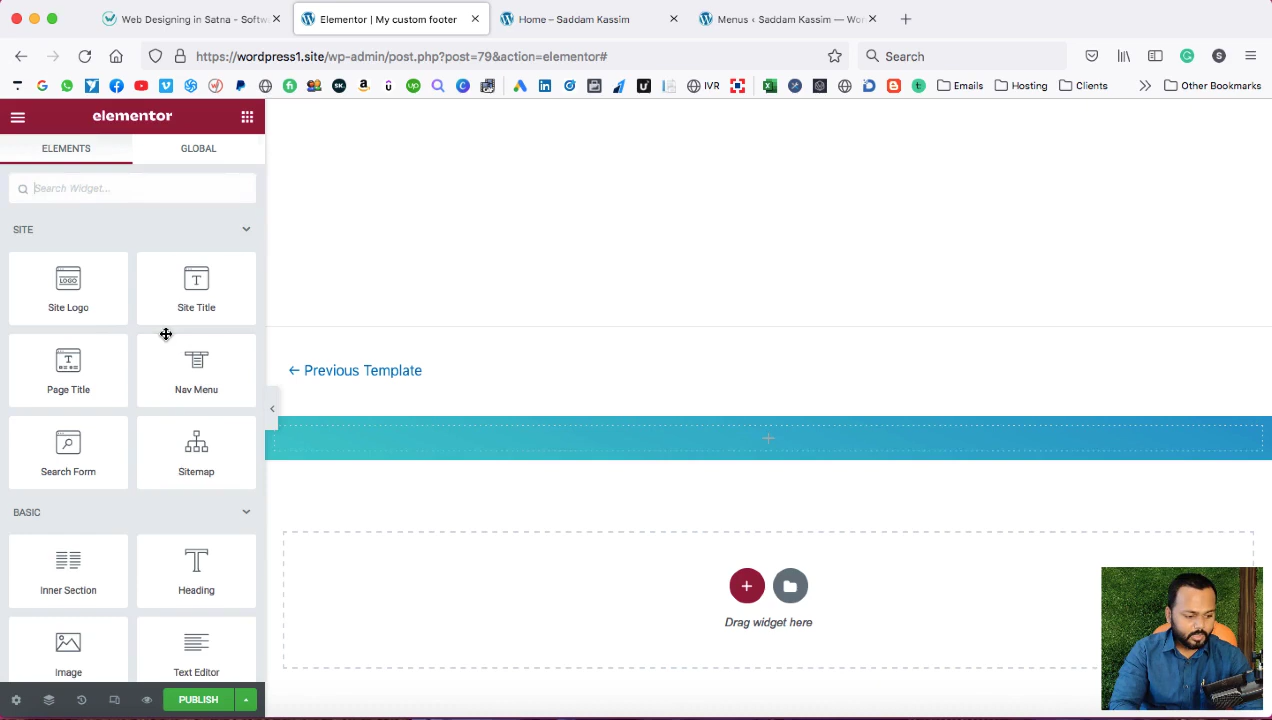 Web Designing in Satna - Softw
Elementor | My custom footer
Home – Saddam Kassim
Menus ‹ Saddam Kassim — Wor
https://wordpress1.site/wp-admin/post.php?post=79&action=elementor#
Search
S
IVR
Emails
Hosting
Clients
Other Bookmarks
elementor
ELEMENTS
GLOBAL
Search Widget...
SITE
LOGO
Site Logo
Site Title
Page Title
Nav Menu
Search Form
Sitemap
BASIC
Inner Section
Heading
Image
Text Editor
PUBLISH
← Previous Template
Drag widget here